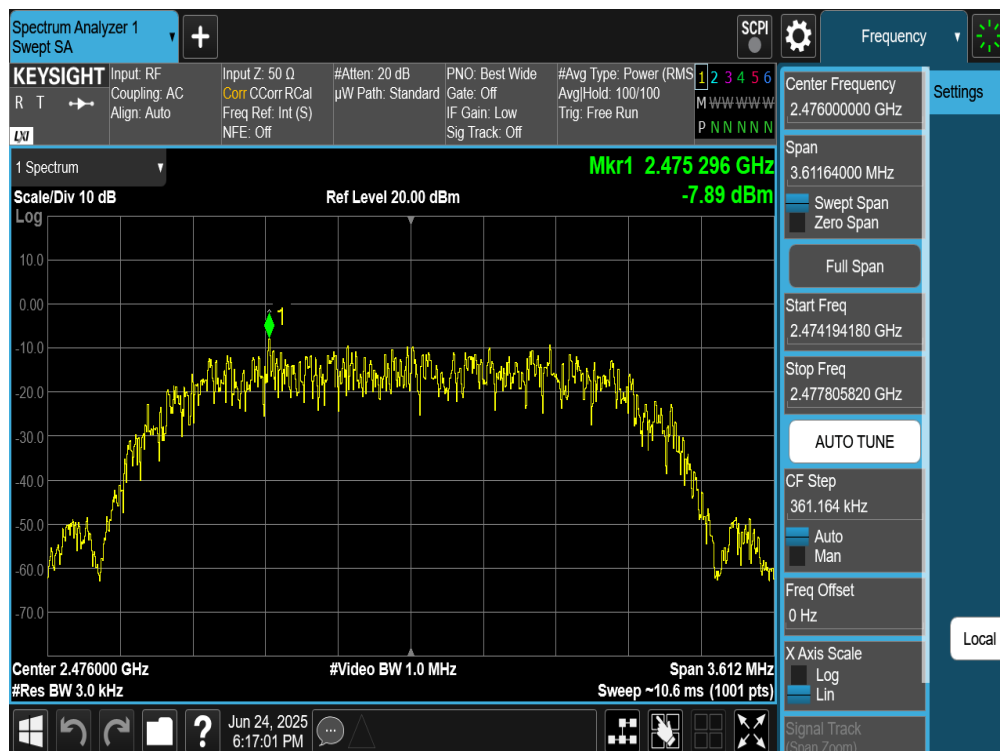 Spectrum Analyzer 1
Swept SA
+
SCPI
Frequency
KEYSIGHT
R T
LXI
Input: RF
Coupling: AC
Align: Auto
Input Z: 50 Ω
Corr CCorr RCal
Freq Ref: Int (S)
NFE: Off
#Atten: 20 dB
µW Path: Standard
PNO: Best Wide
Gate: Off
IF Gain: Low
Sig Track: Off
#Avg Type: Power (RMS
Avg|Hold: 100/100
Trig: Free Run
1 2 3 4 5 6
M W W W W W W
P N N N N N
1 Spectrum
Mkr1 2.475 296 GHz
-7.89 dBm
Scale/Div 10 dB
Ref Level 20.00 dBm
Log
10.0
0.00
-10.0
-20.0
-30.0
-40.0
-50.0
-60.0
-70.0
1
Center 2.476000 GHz
#Video BW 1.0 MHz
Span 3.612 MHz
#Res BW 3.0 kHz
Sweep ~10.6 ms (1001 pts)
Center Frequency
2.476000000 GHz
Span
3.61164000 MHz
Swept Span
Zero Span
Full Span
Start Freq
2.474194180 GHz
Stop Freq
2.477805820 GHz
AUTO TUNE
CF Step
361.164 kHz
Auto
Man
Freq Offset
0 Hz
X Axis Scale
Log
Lin
Signal Track
(Span Zoom)
Settings
Local
?
Jun 24, 2025
6:17:01 PM